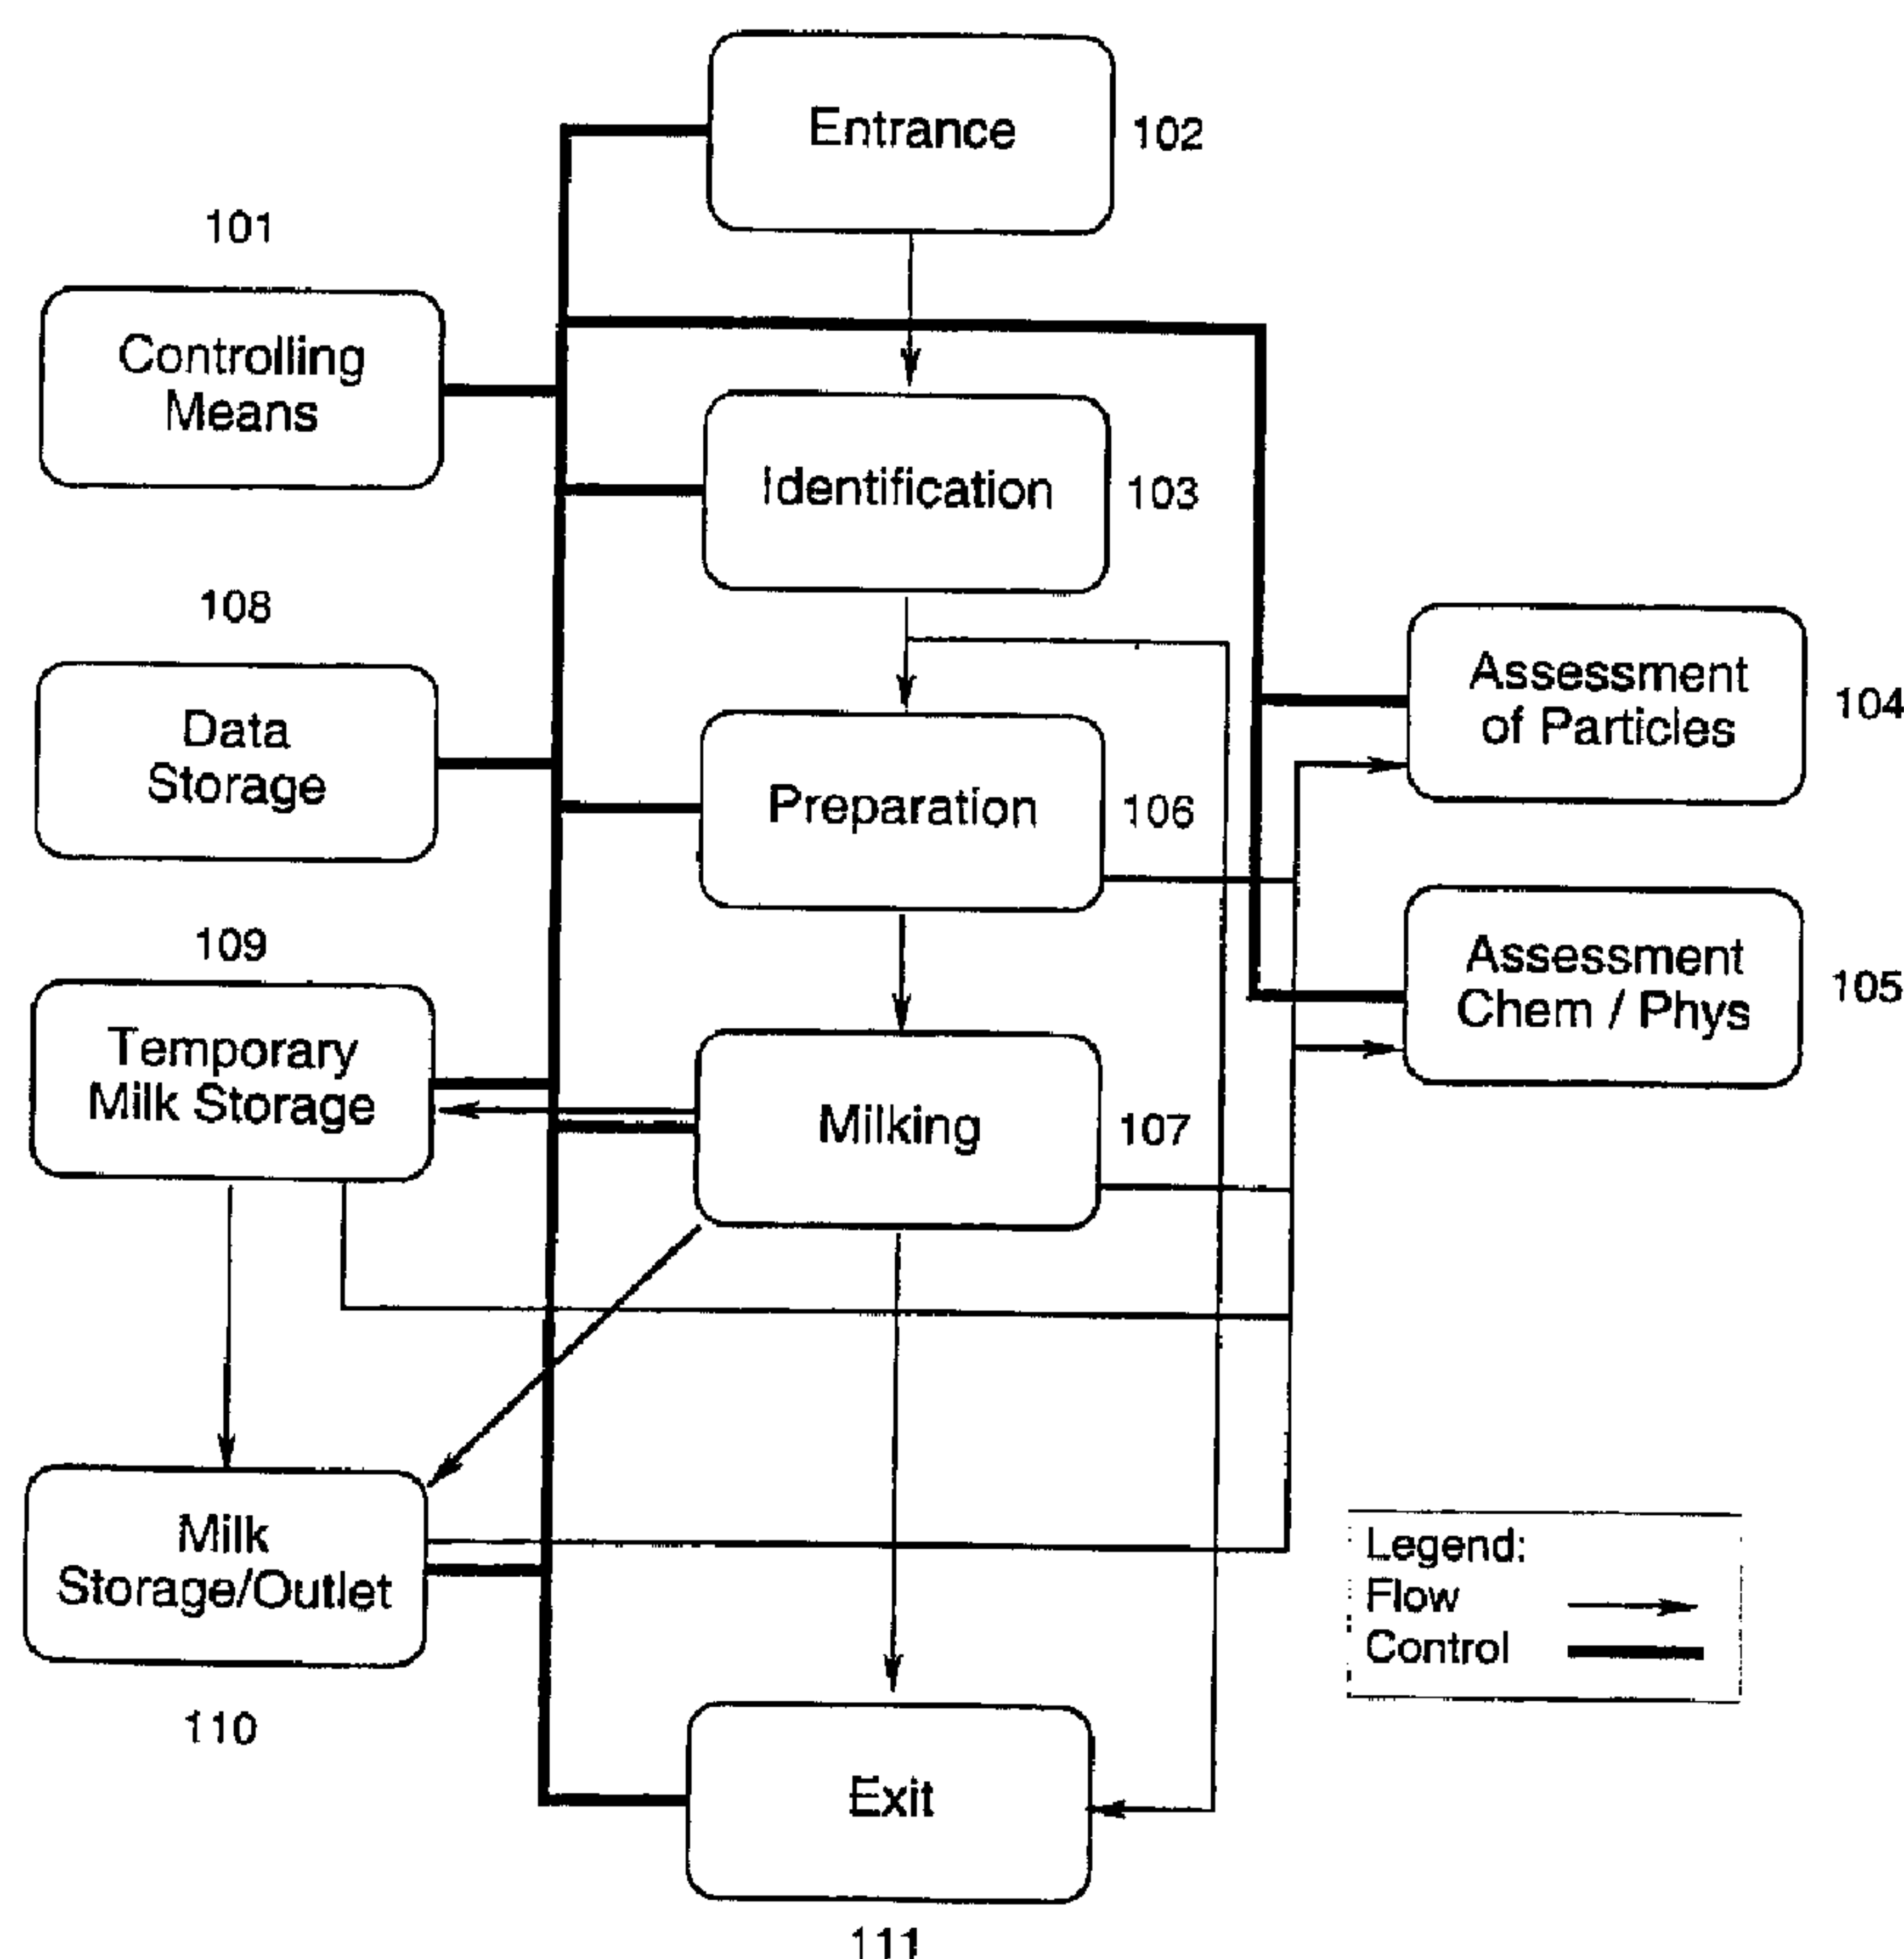 Entrance
102
101
Controlling
Means
Identification
103
108
Data
Storage
Assessment
of Particles
104
Preparation
106
109
Temporary
Milk Storage
Assessment
Chem / Phys
105
Milking
107
Milk
Storage/Outlet
110
Legend:
Flow
Control
Exit
111